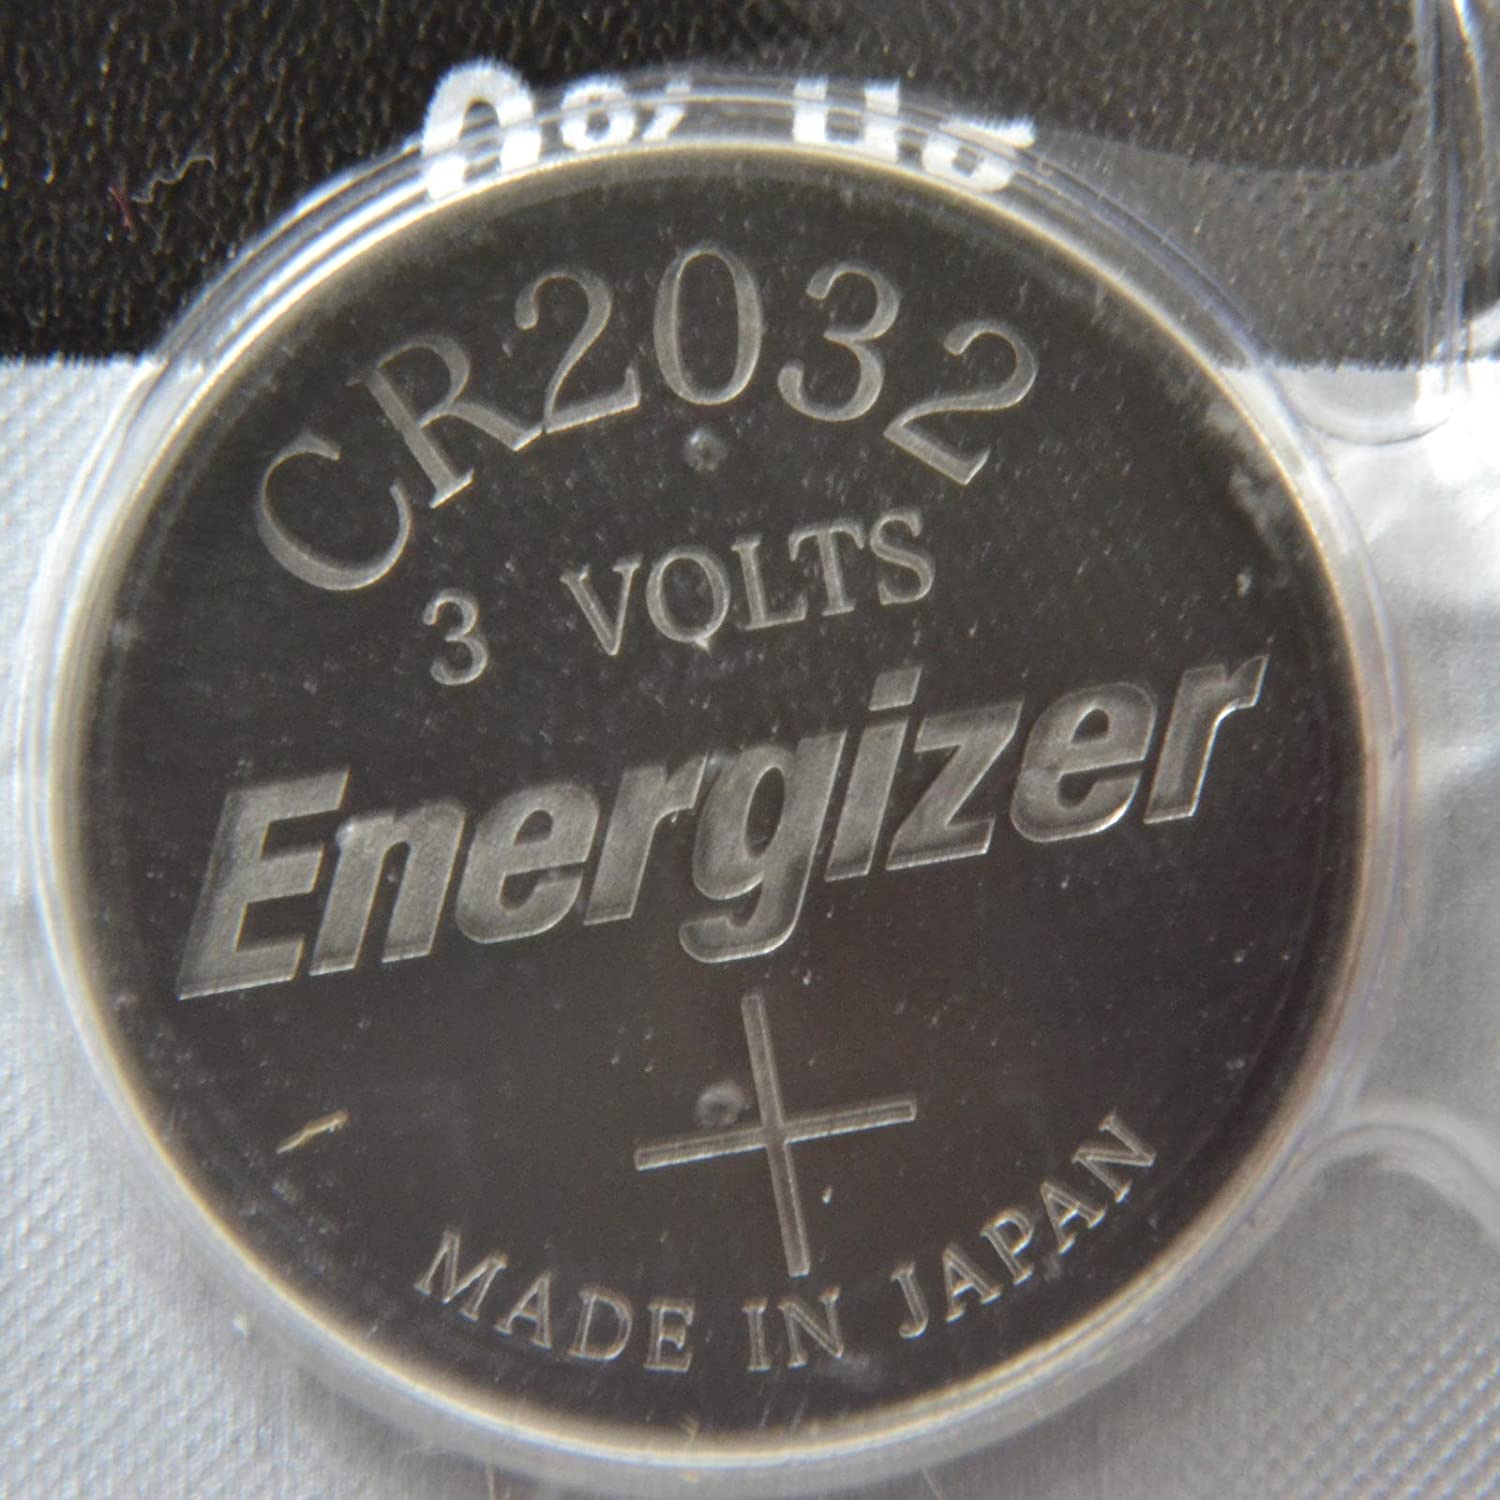 CR2032
3 VOLTS
Energizer
+
MADE IN JAPAN